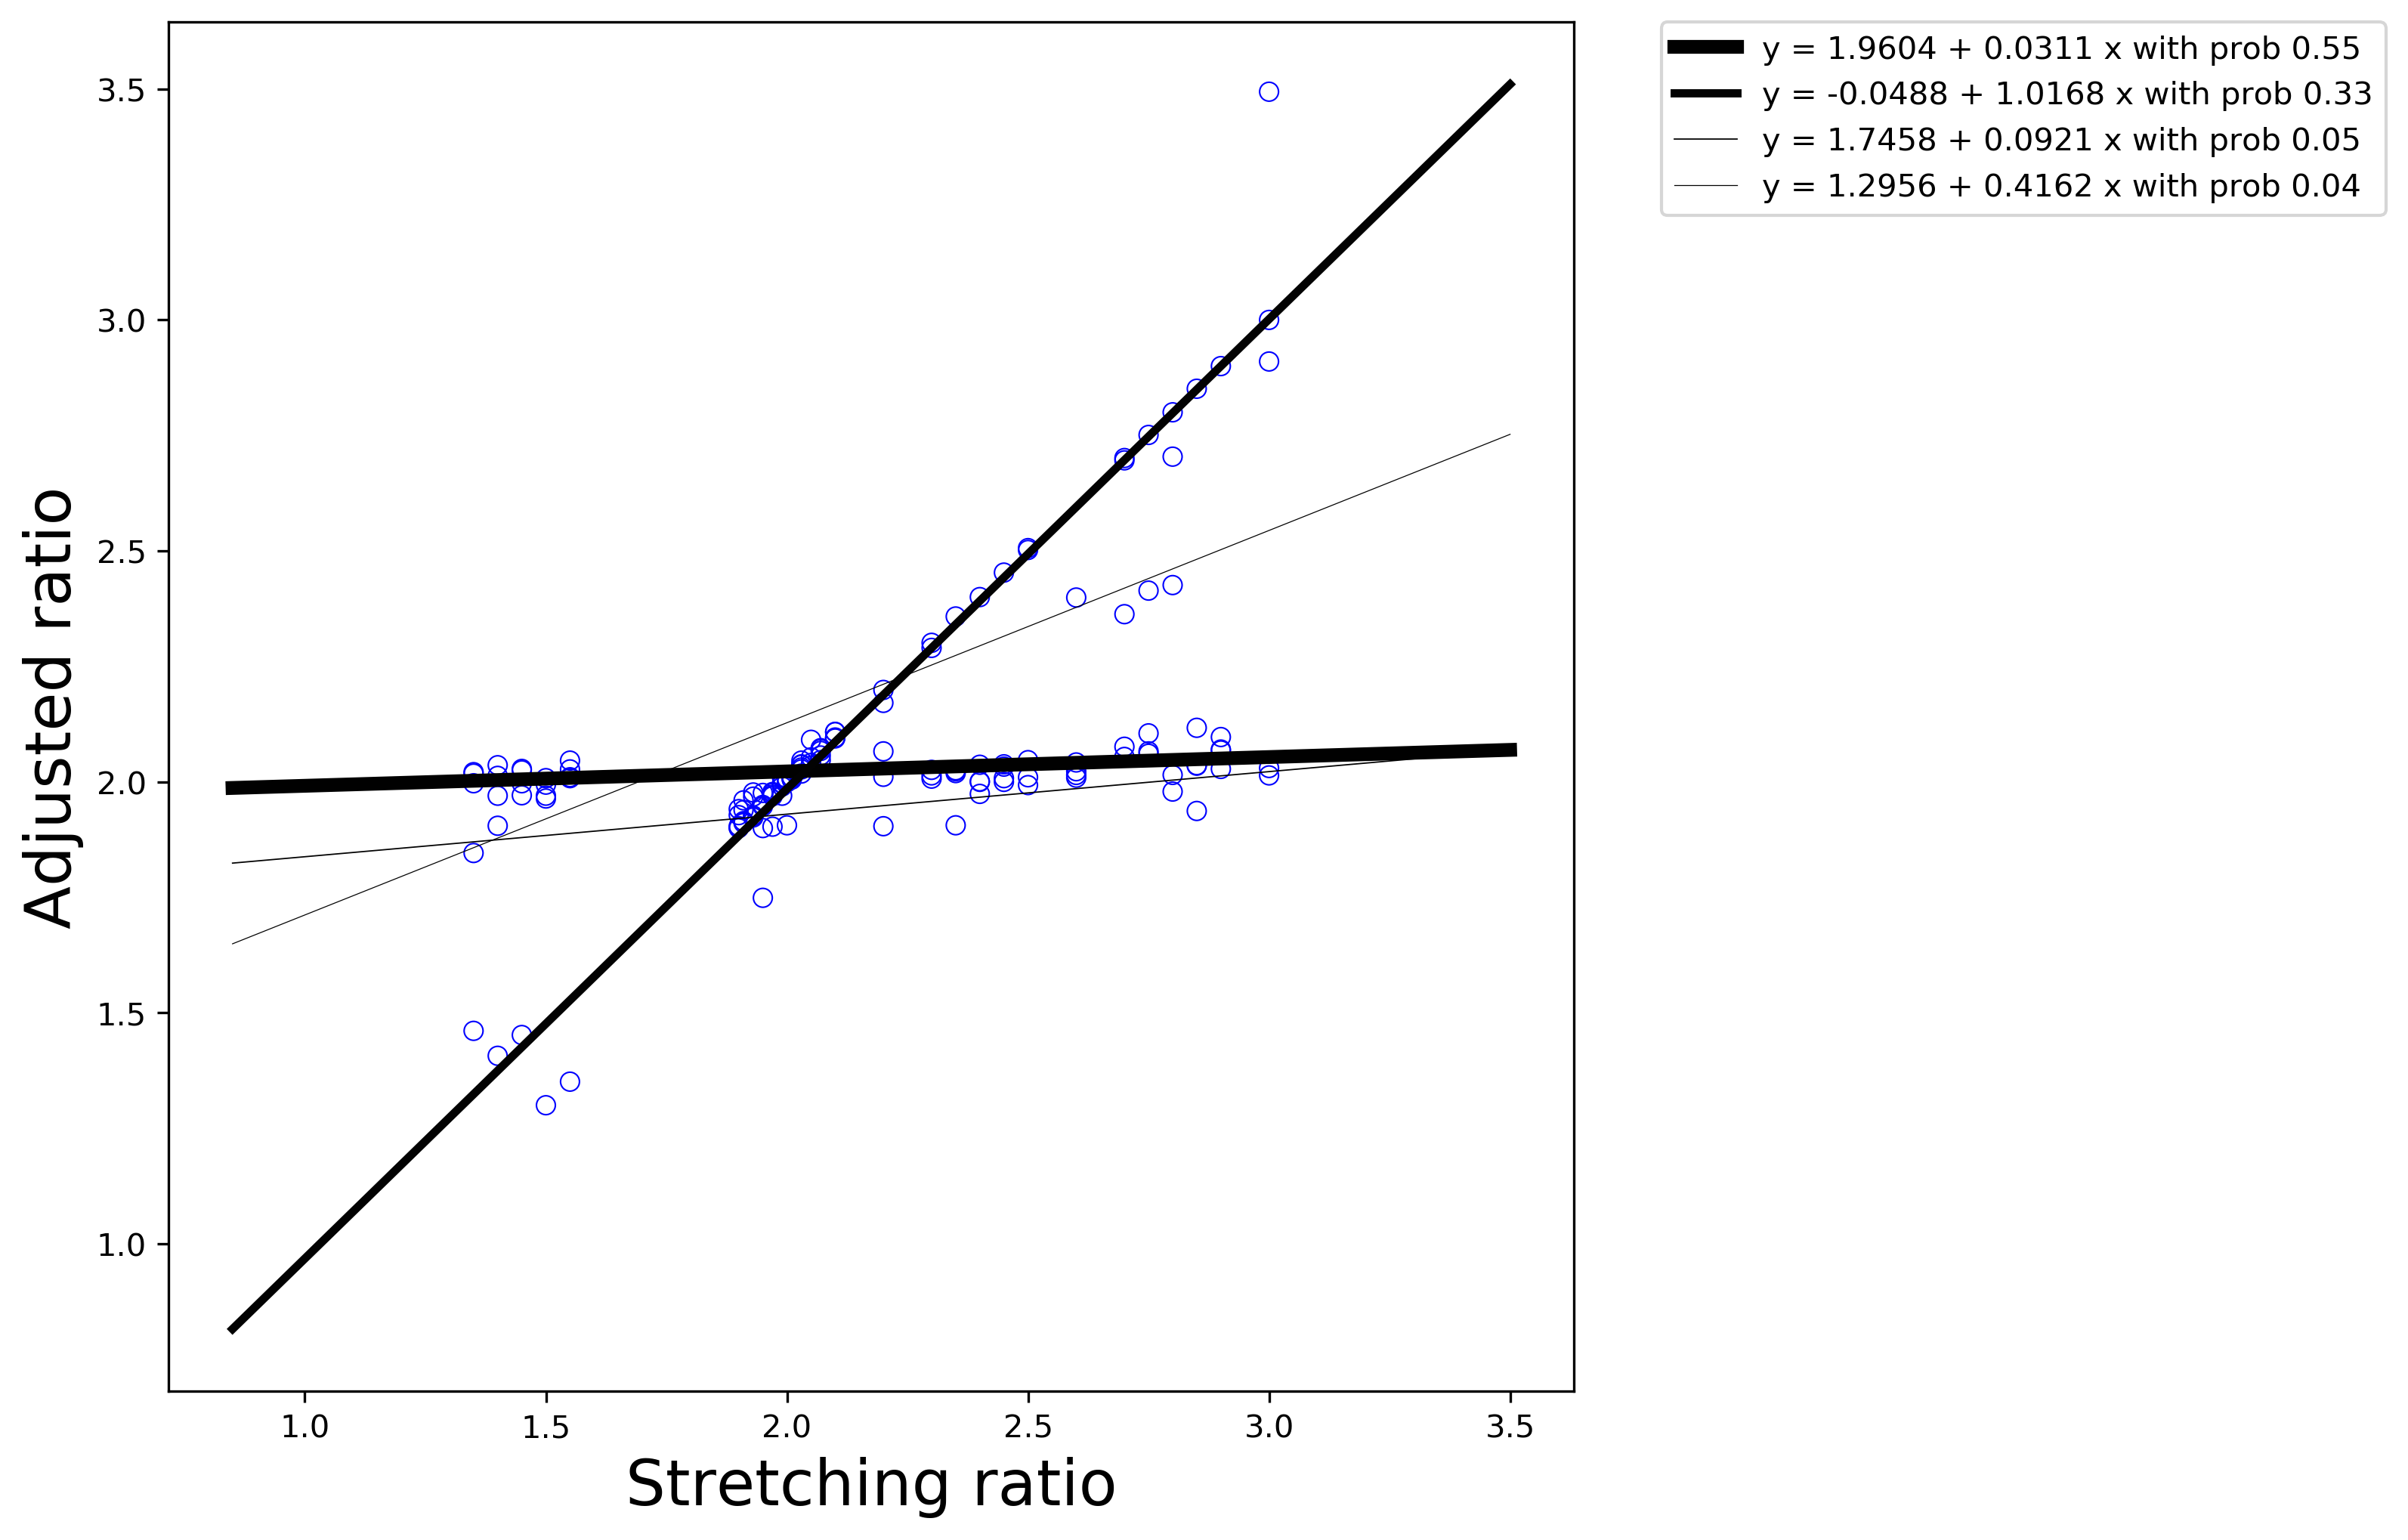 y = 1.9604 + 0.0311 x with prob 0.55
y = -0.0488 + 1.0168 x with prob 0.33
y = 1.7458 + 0.0921 x with prob 0.05
y = 1.2956 + 0.4162 x with prob 0.04
Adjusted ratio
3.5
3.0
2.5
2.0
1.5
1.0
1.0 1.5 2.0 2.5 3.0 3.5
Stretching ratio